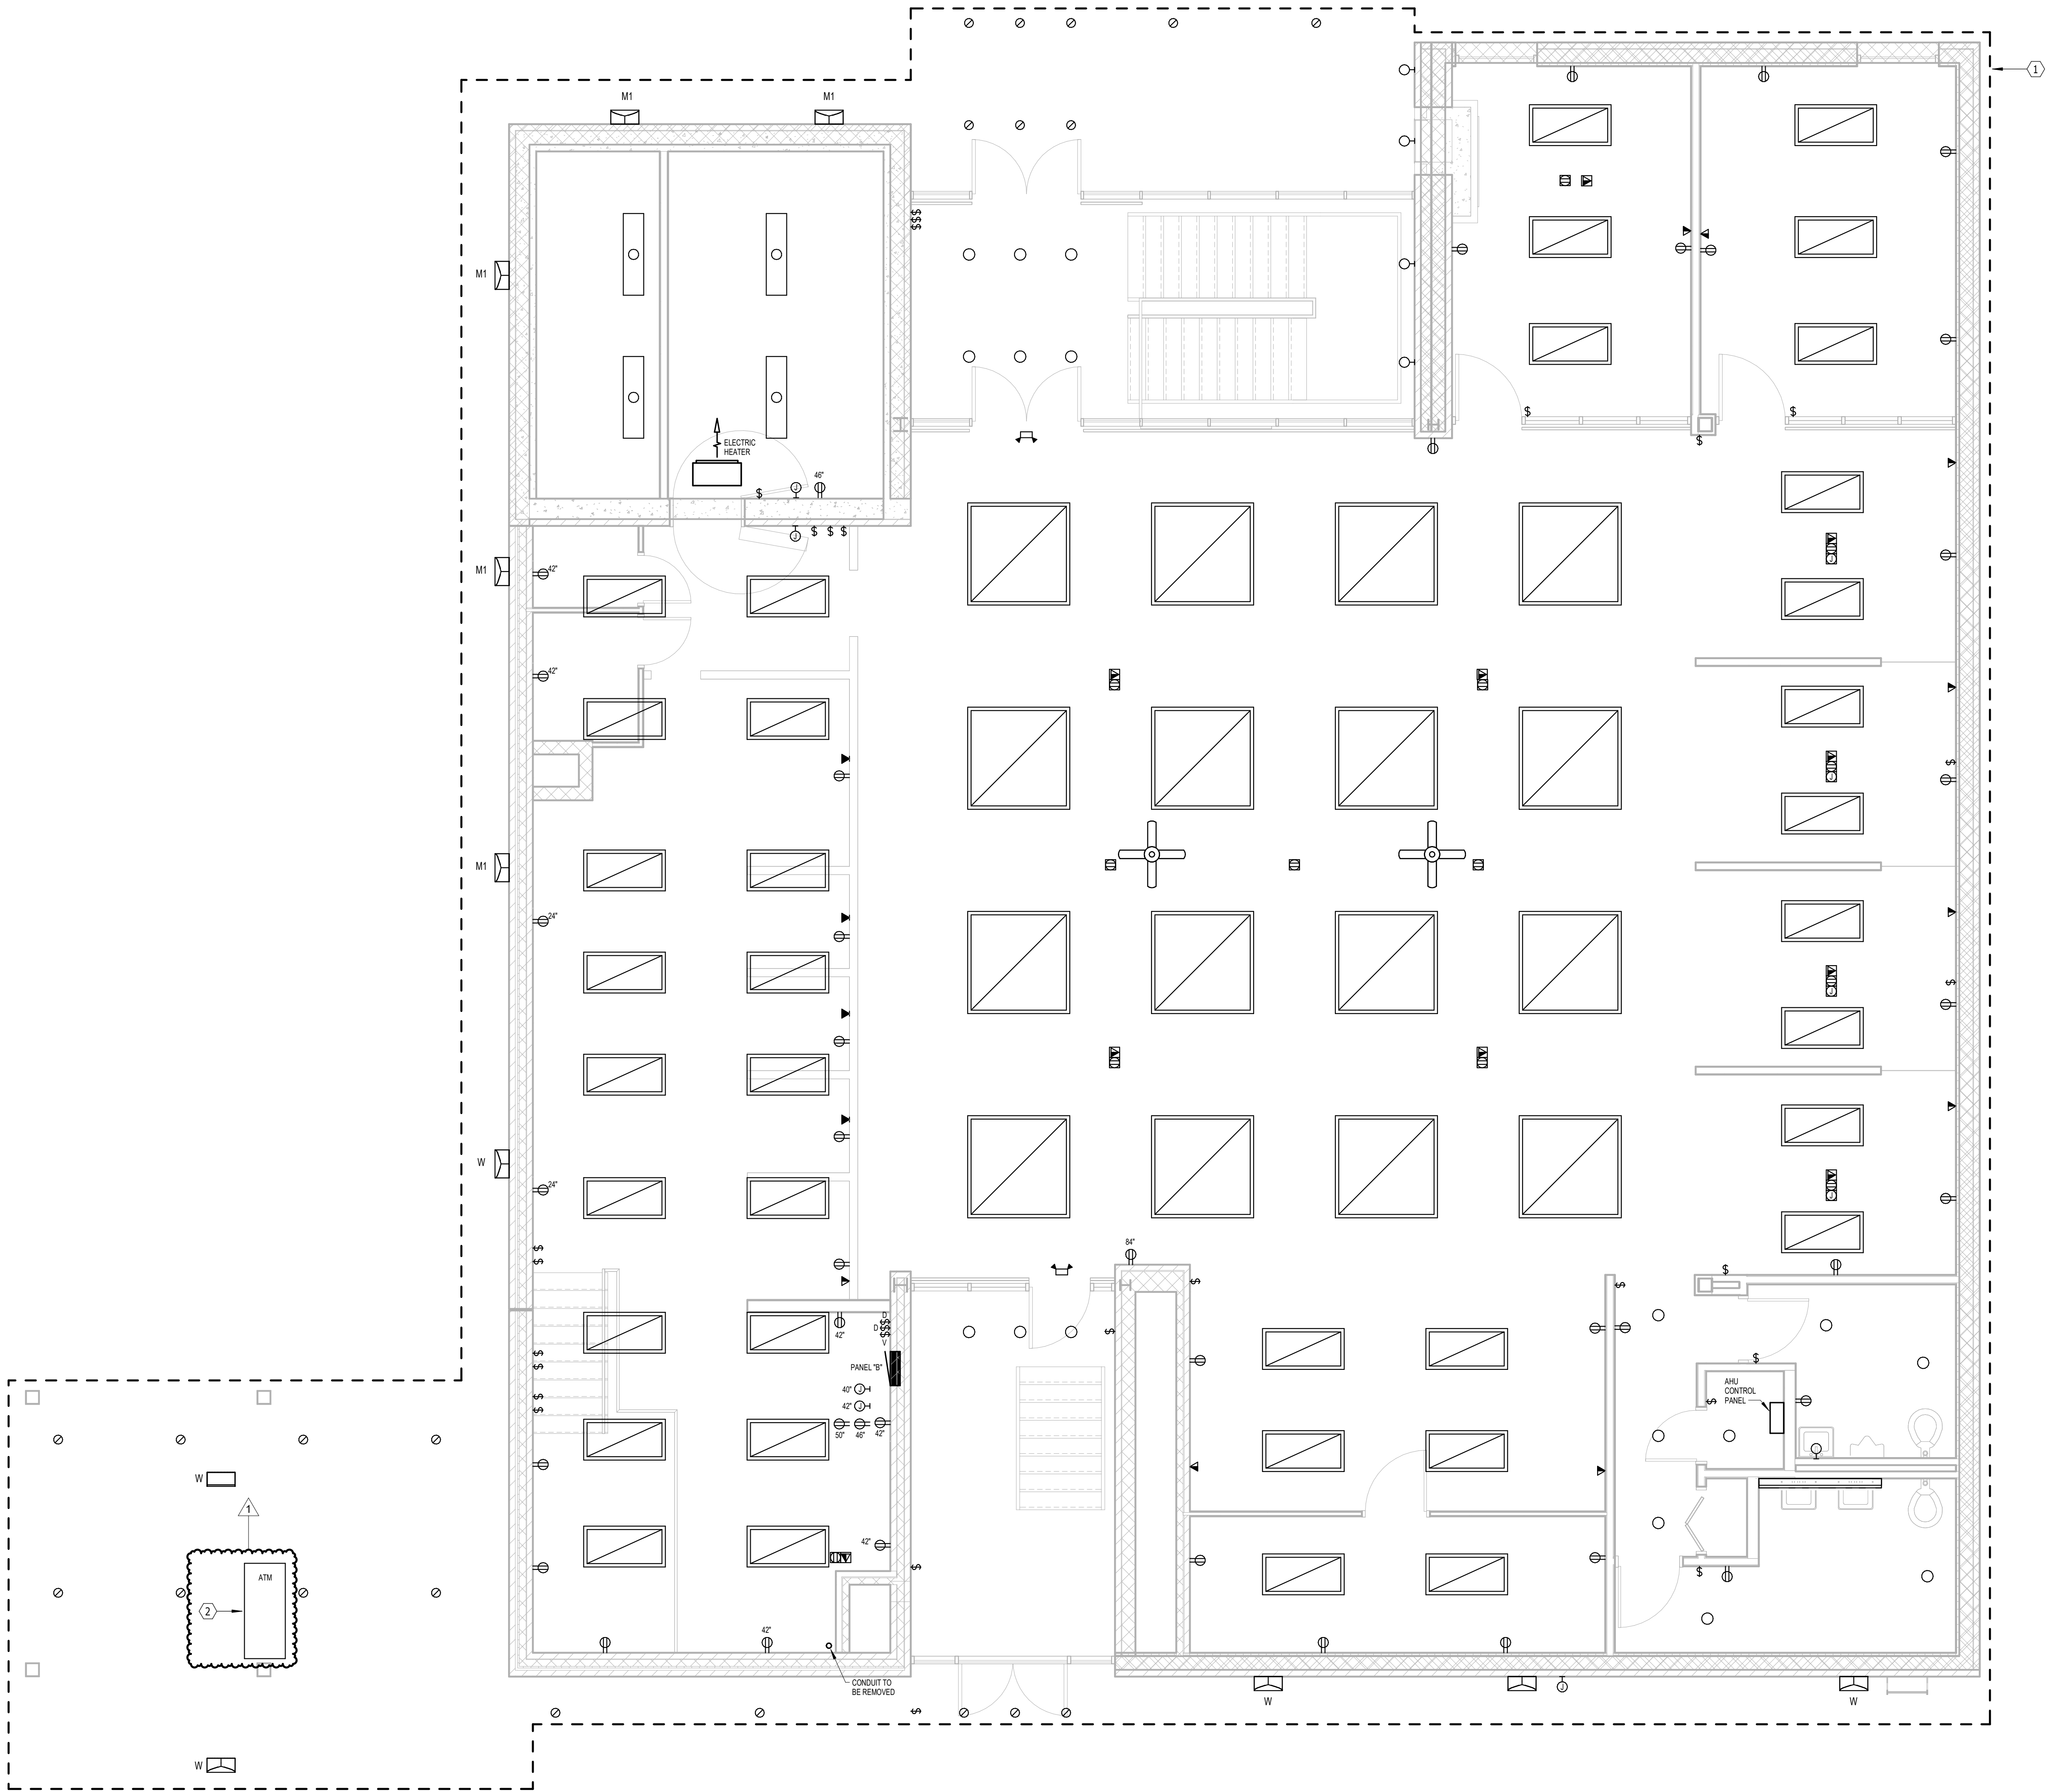 M1
M1
1
M1
ELECTRIC
HEATER
46"
$
J
$
$
$
$
$
$
J
$
$
$
$
M1
42"
J
42"
$
J
M1
24"
$
J
W
24"
J
$
$
84"
$
$
$
D
D
$
$
$
V
42"
PANEL "B"
$
$
$
$
$
40"
J
42"
J
50"
46"
42"
$
AHU
CONTROL
PANEL
$
W
1
ATM
2
42"
$
$
42"
CONDUIT TO
BE REMOVED
J
W
W
$
W